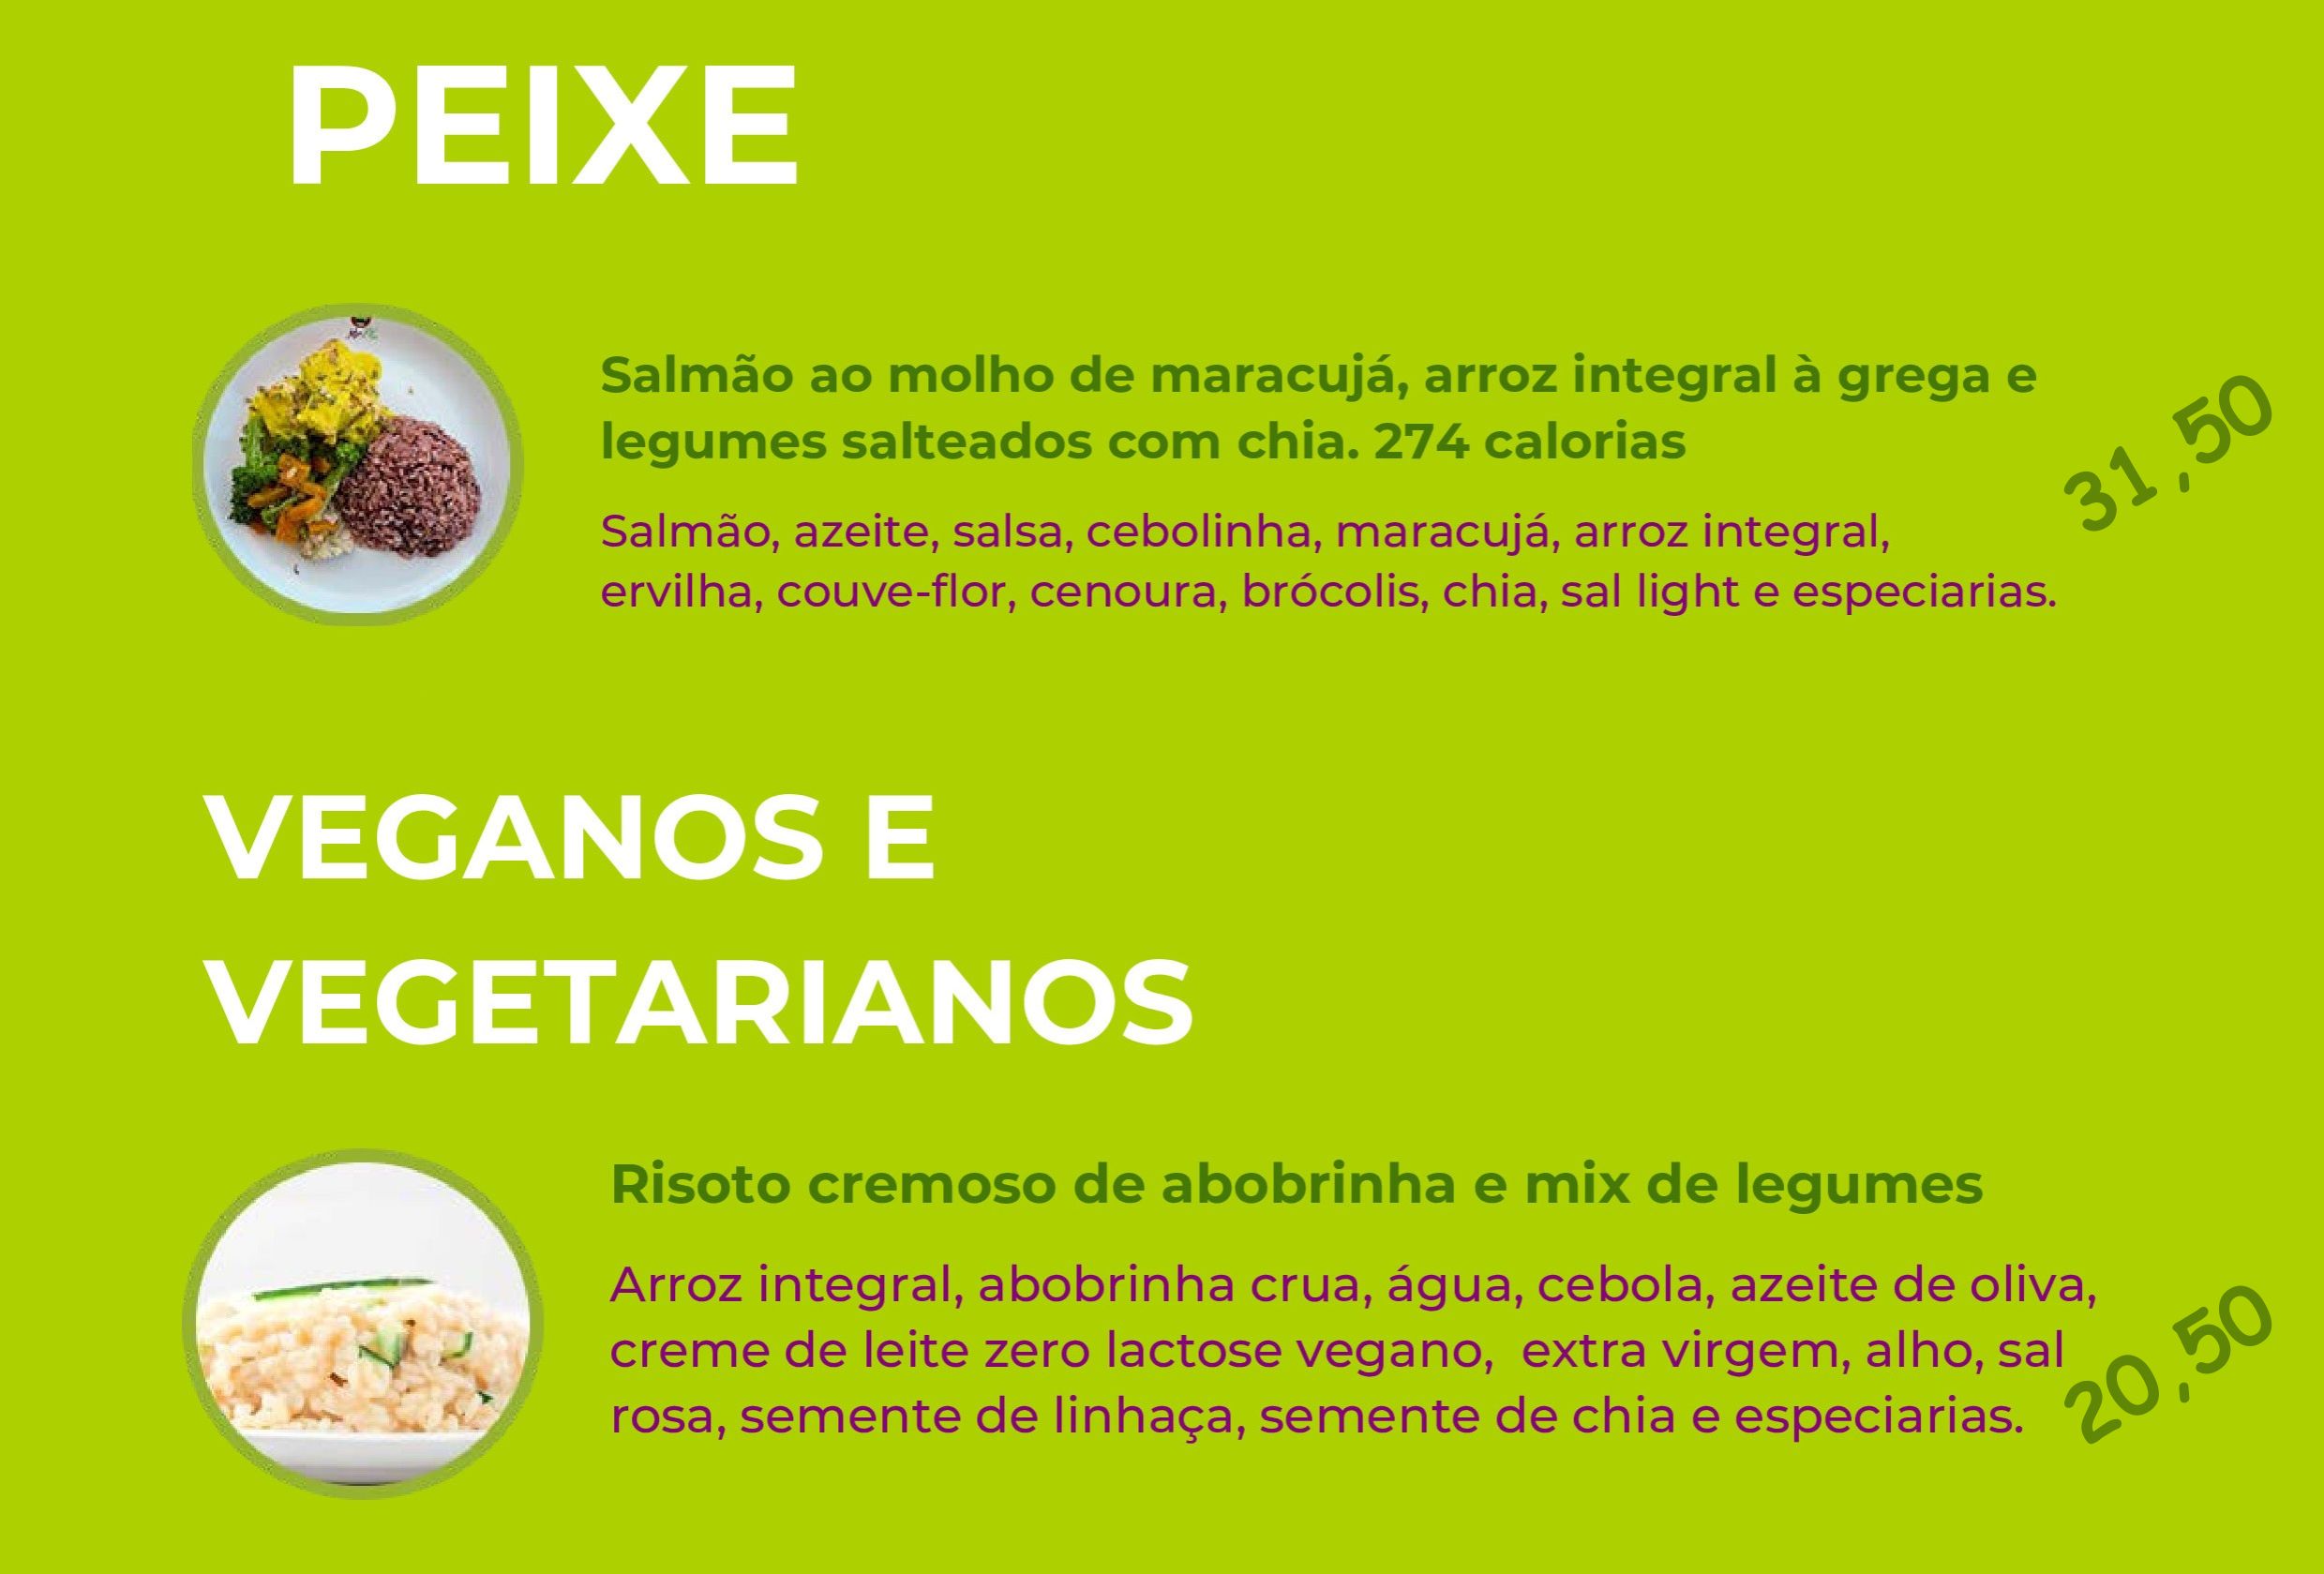 PEIXE
Salmão ao molho de maracujá, arroz integral à grega e
legumes salteados com chia. 274 calorias
31,50
Salmão, azeite, salsa, cebolinha, maracujá, arroz integral,
ervilha, couve-flor, cenoura, brócolis, chia, sal light e especiarias.
VEGANOS E
VEGETARIANOS
Risoto cremoso de abobrinha e mix de legumes
Arroz integral, abobrinha crua, água, cebola, azeite de oliva,
creme de leite zero lactose vegano,  extra virgem, alho, sal
rosa, semente de linhaça, semente de chia e especiarias.
20,50